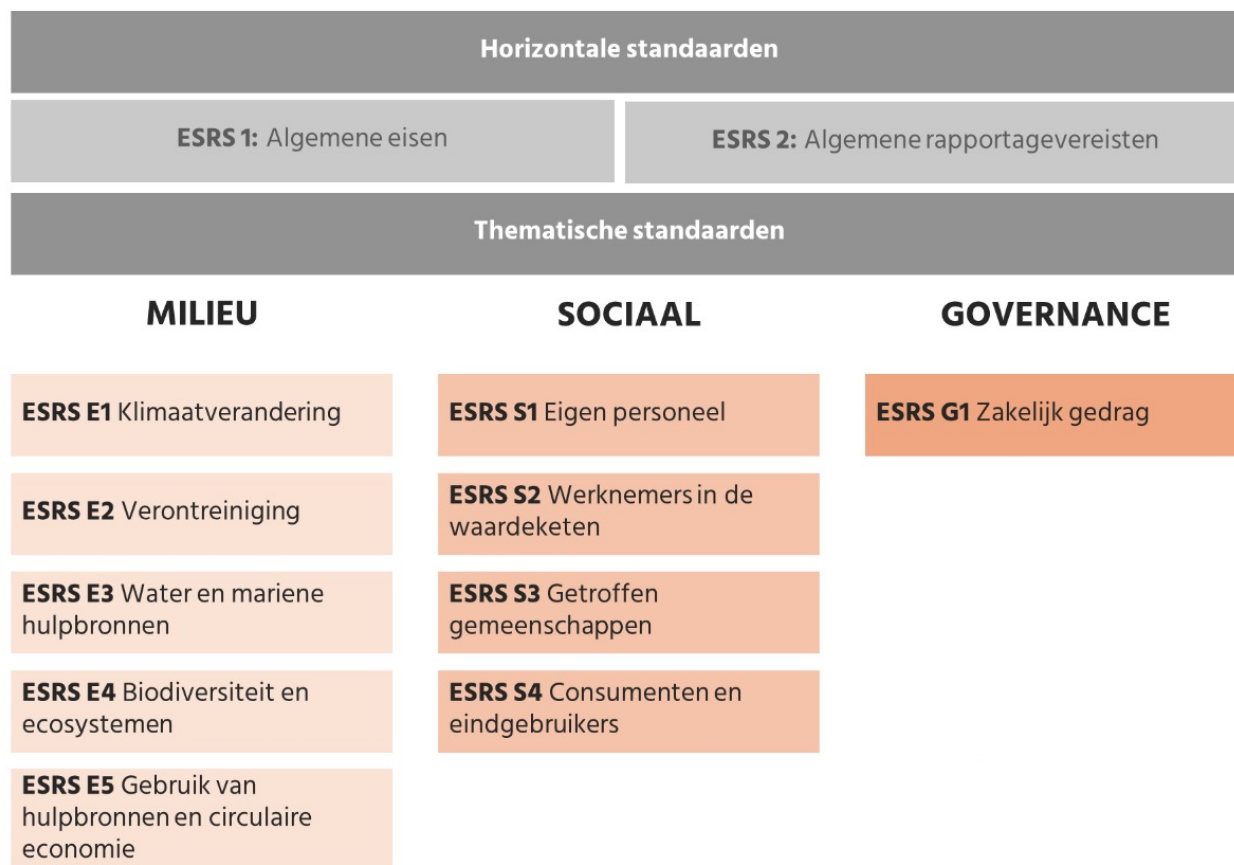 Horizontale standaarden
ESRS 1: Algemene eisen
ESRS 2: Algemene rapportagevereisten
Thematische standaarden
MILIEU
SOCIAAL
GOVERNANCE
ESRS E1 Klimaatverandering
ESRS S1 Eigen personeel
ESRS G1 Zakelijk gedrag
ESRS E2 Verontreiniging
ESRS S2 Werknemers in de
waardeketen
ESRS E3 Water en mariene
hulpbronnen
ESRS S3 Getroffen
gemeenschappen
ESRS E4 Biodiversiteit en
ecosystemen
ESRS S4 Consumenten en
eindgebruikers
ESRS E5 Gebruik van
hulpbronnen en circulaire
economie